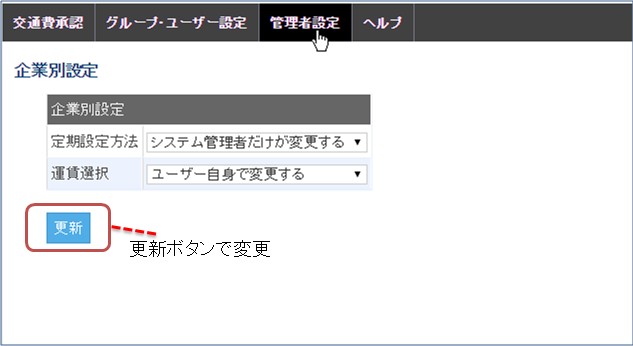 交通費承認 グループ・ユーザー設定 管理者設定 ヘルプ
企業別設定
企業別設定
定期設定方法 システム管理者だけが変更する
運賃選択 ユーザー自身で変更する
更新
更新ボタンで変更